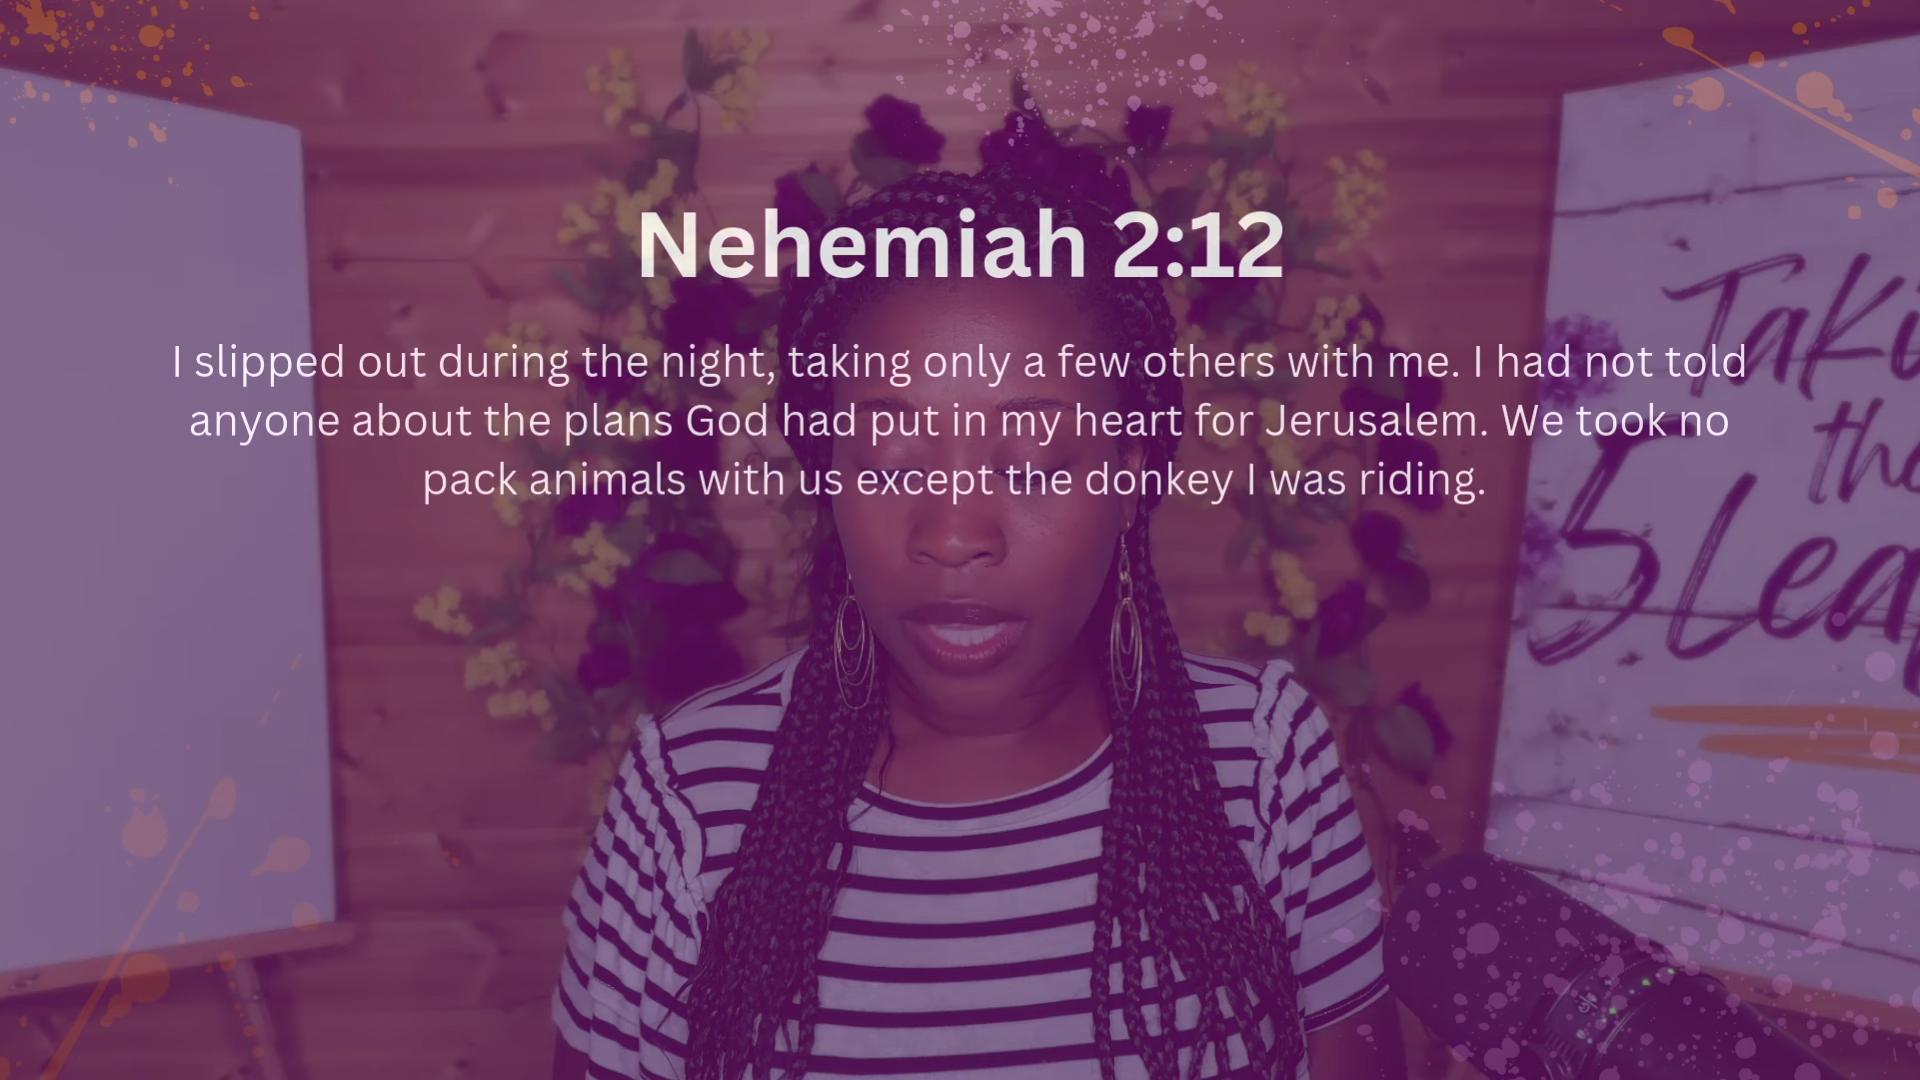 Nehemiah 2:12
I slipped out during the night, taking only a few others with me. I had not told
anyone about the plans God had put in my heart for Jerusalem. We took no
pack animals with us except the donkey I was riding.
5